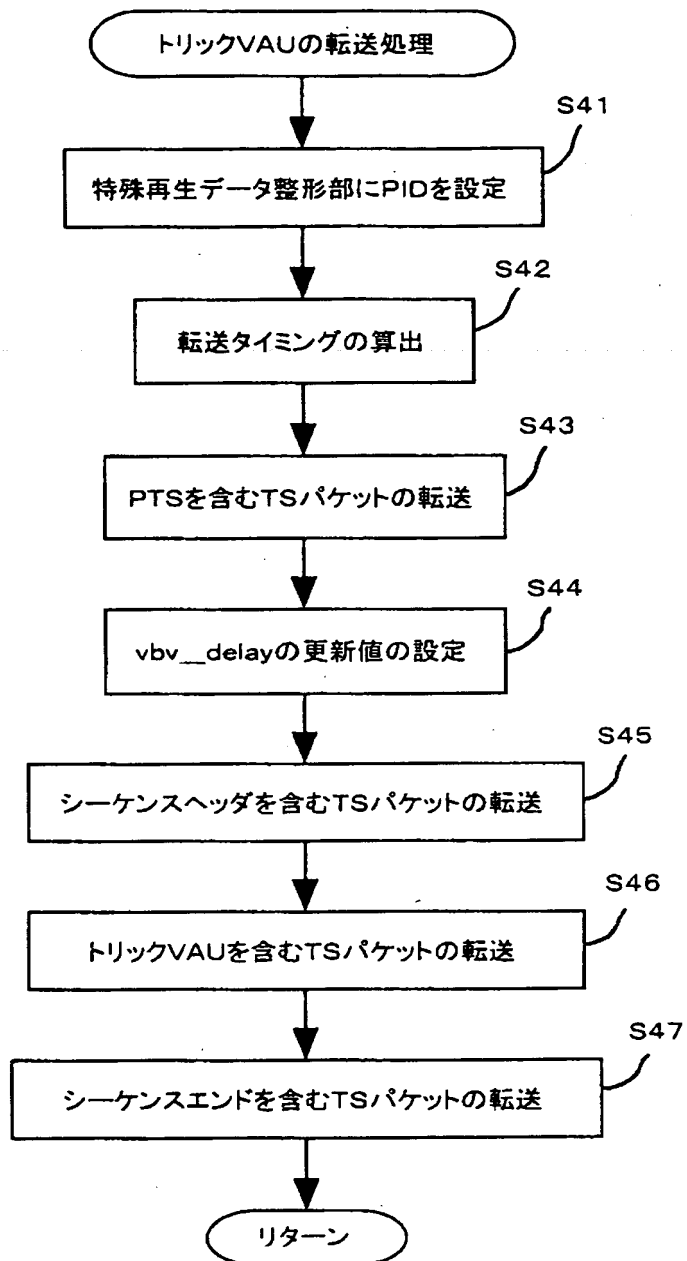 トリックVAUの転送処理
S41
特殊再生データ整形部にPIDを設定
S42
転送タイミングの算出
S43
PTSを含むTSパケットの転送
S44
vbv__delayの更新値の設定
S45
シーケンスヘッダを含むTSパケットの転送
S46
トリックVAUを含むTSパケットの転送
S47
シーケンスエンドを含むTSパケットの転送
リターン